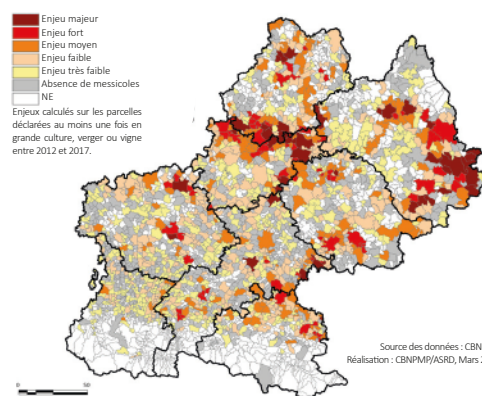 Enjeu majeur
Enjeu fort
Enjeu moyen
Enjeu faible
Enjeu très faible
Absence de messicoles
NE
Enjeux calculés sur les parcelles
déclarées au moins une fois en
grande culture, verger ou vigne
entre 2012 et 2017.
Source des données : CBN
Réalisation : CBNPMP/ASRD, Mars 2
0 50